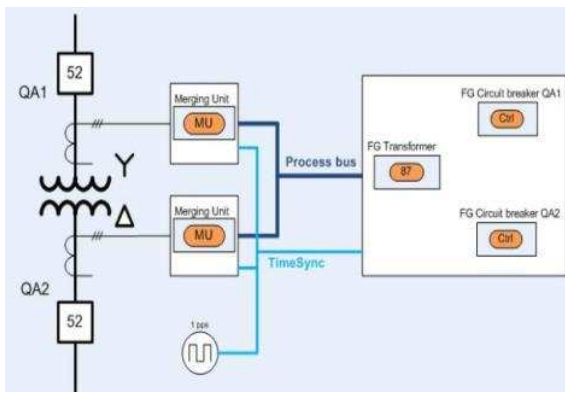 52
QA1
Merging Unit
MU
FG Circuit breaker QA1
Ctrl
Y
Process bus
FG Transformer
87
Merging Unit
MU
Δ
FG Circuit breaker QA2
Ctrl
TimeSync
QA2
52
1 pps